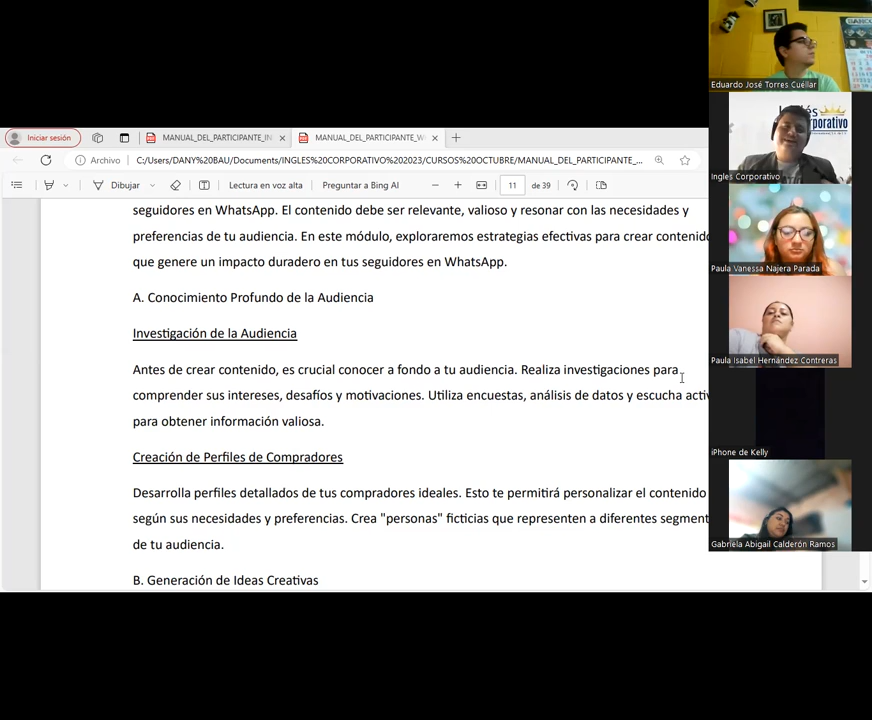 Iniciar sesión
MANUAL_DEL_PARTICIPANTE_IN
MANUAL_DEL_PARTICIPANTE_W
Archivo
C:/Users/DANY%20BAU/Documents/INGLES%20CORPORATIVO%202023/CURSOS%20OCTUBRE/MANUAL_DEL_PARTICIPANTE_...
Dibujar
Lectura en voz alta
Preguntar a Bing AI
11
de 39
seguidores en WhatsApp. El contenido debe ser relevante, valioso y resonar con las necesidades y
preferencias de tu audiencia. En este módulo, exploraremos estrategias efectivas para crear contenido
que genere un impacto duradero en tus seguidores en WhatsApp.
A. Conocimiento Profundo de la Audiencia
Investigación de la Audiencia
Antes de crear contenido, es crucial conocer a fondo a tu audiencia. Realiza investigaciones para
comprender sus intereses, desafíos y motivaciones. Utiliza encuestas, análisis de datos y escucha activ
para obtener información valiosa.
Creación de Perfiles de Compradores
Desarrolla perfiles detallados de tus compradores ideales. Esto te permitirá personalizar el contenido
según sus necesidades y preferencias. Crea "personas" ficticias que representen a diferentes segment
de tu audiencia.
B. Generación de Ideas Creativas
Eduardo José Torres Cuéllar
Ingles Corporativo
Paula Vanessa Najera Parada
Paula Isabel Hernández Contreras
iPhone de Kelly
Gabriela Abigail Calderón Ramos